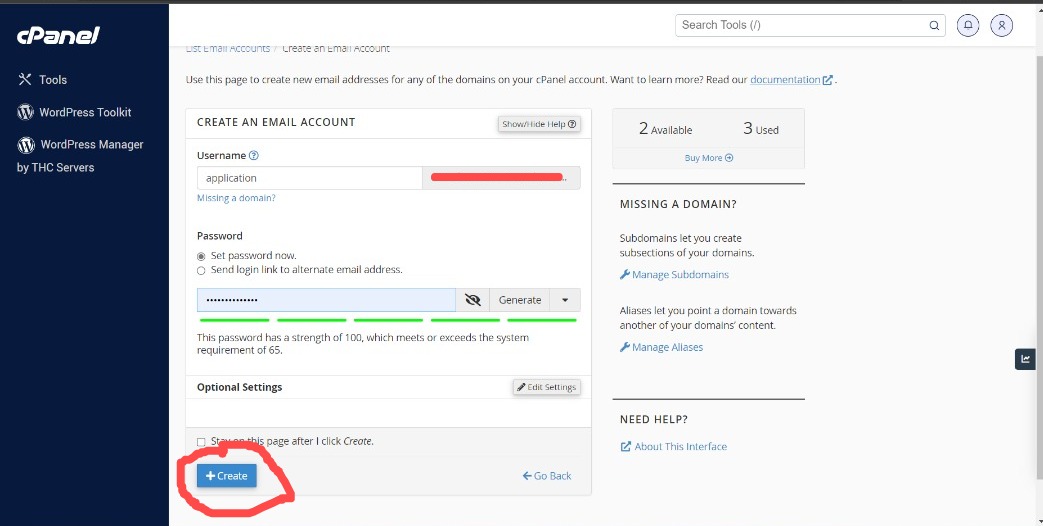 cPanel
Search Tools (/)
List Email Accounts / Create an Email Account
Tools
Use this page to create new email addresses for any of the domains on your cPanel account. Want to learn more? Read our documentation .
WordPress Toolkit
WordPress Manager
by THC Servers
CREATE AN EMAIL ACCOUNT
Show/Hide Help
Username
application
Missing a domain?
Password
Set password now.
Send login link to alternate email address.
Generate
This password has a strength of 100, which meets or exceeds the system
requirement of 65.
Optional Settings
Edit Settings
Stay on this page after I click Create.
+ Create
Go Back
2 Available 3 Used
Buy More
MISSING A DOMAIN?
Subdomains let you create
subsections of your domains.
Manage Subdomains
Aliases let you point a domain towards
another of your domains' content.
Manage Aliases
NEED HELP?
About This Interface